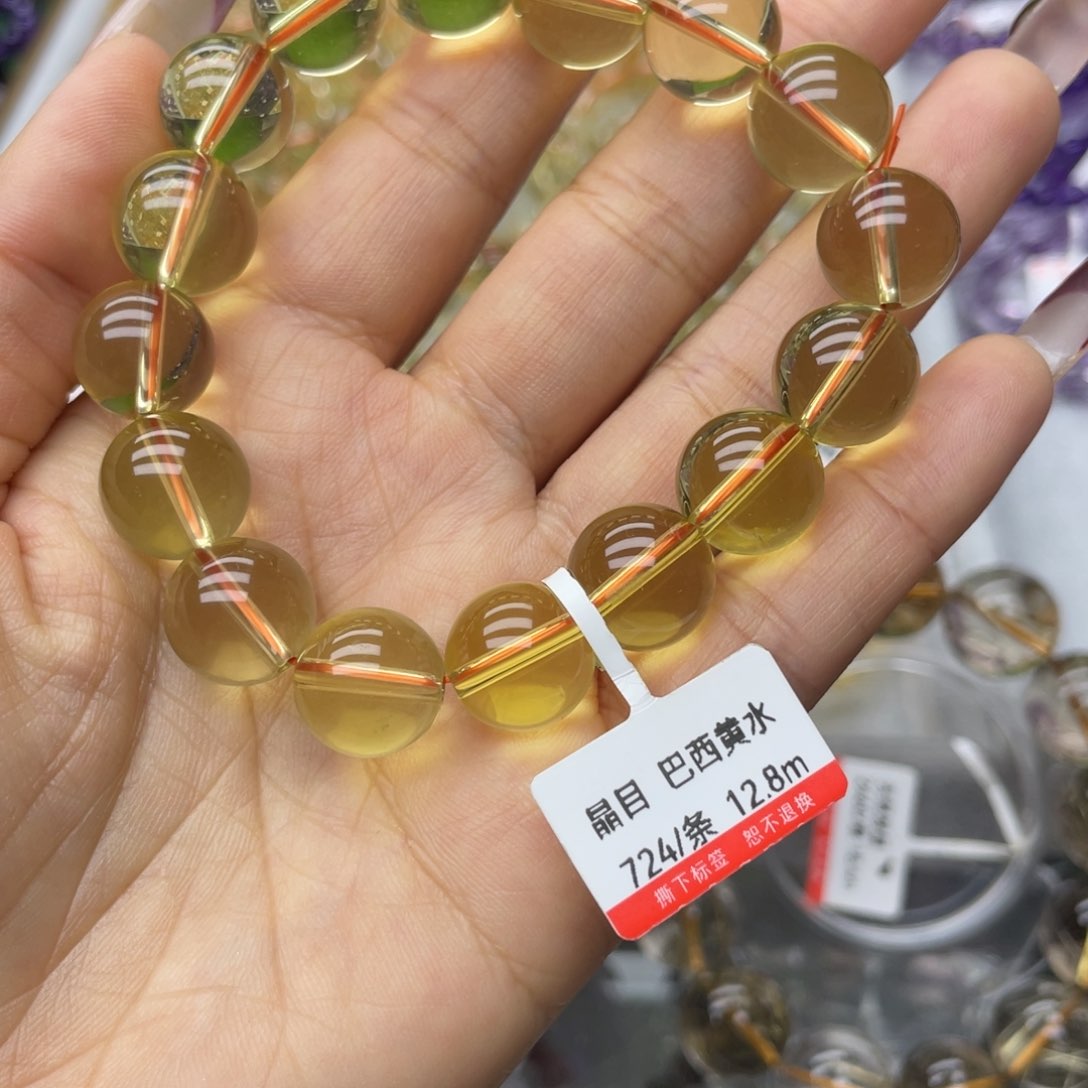 晶目 巴西黄水
724/条 12.8m
撕下标签 恕不退换